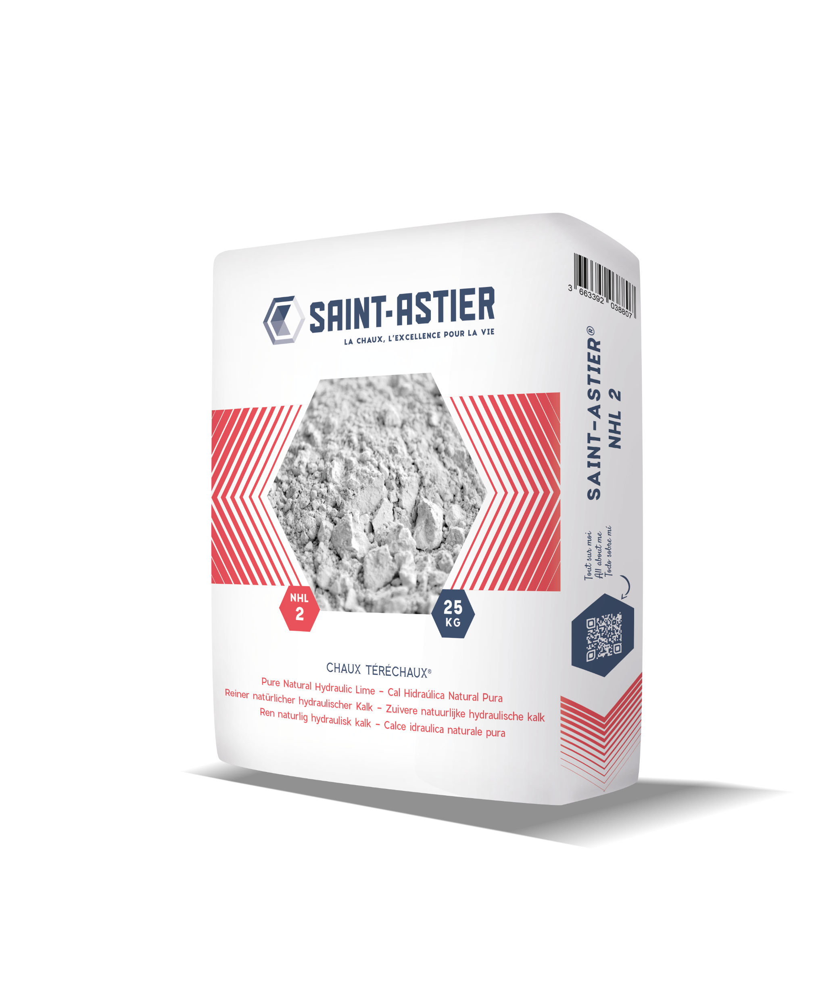 SAINT-ASTIER
LA CHAUX, L'EXCELLENCE POUR LA VIE
NHL
2
25
KG
CHAUX TÉRÉCHAUX®
Pure Natural Hydraulic Lime – Cal Hidraúlica Natural Pura
Reiner natürlicher hydraulischer Kalk – Zuivere natuurlijke hydraulische kalk
Ren naturlig hydraulisk kalk – Calce idraulica naturale pura
3 663392 038807
SAINT-ASTIER®
NHL 2
Tout sur moi
All about me
Todo sobre mí